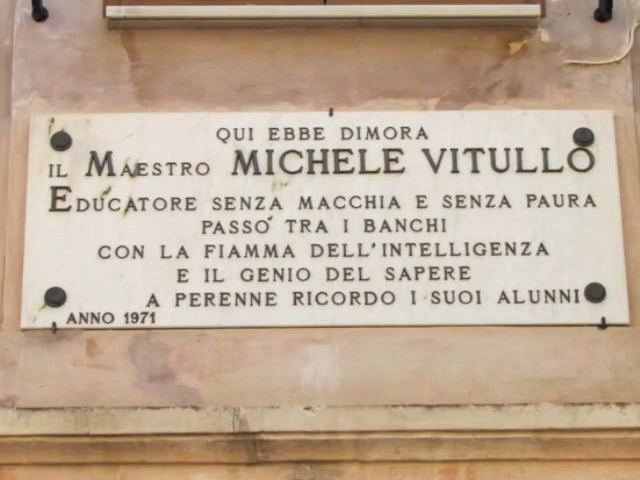 QUI EBBE DIMORA
IL MAESTRO MICHELE VITULLO
EDUCATORE SENZA MACCHIA E SENZA PAURA
PASSÒ TRA I BANCHI
CON LA FIAMMA DELL'INTELLIGENZA
E IL GENIO DEL SAPERE
A PERENNE RICORDO I SUOI ALUNNI
ANNO 1971